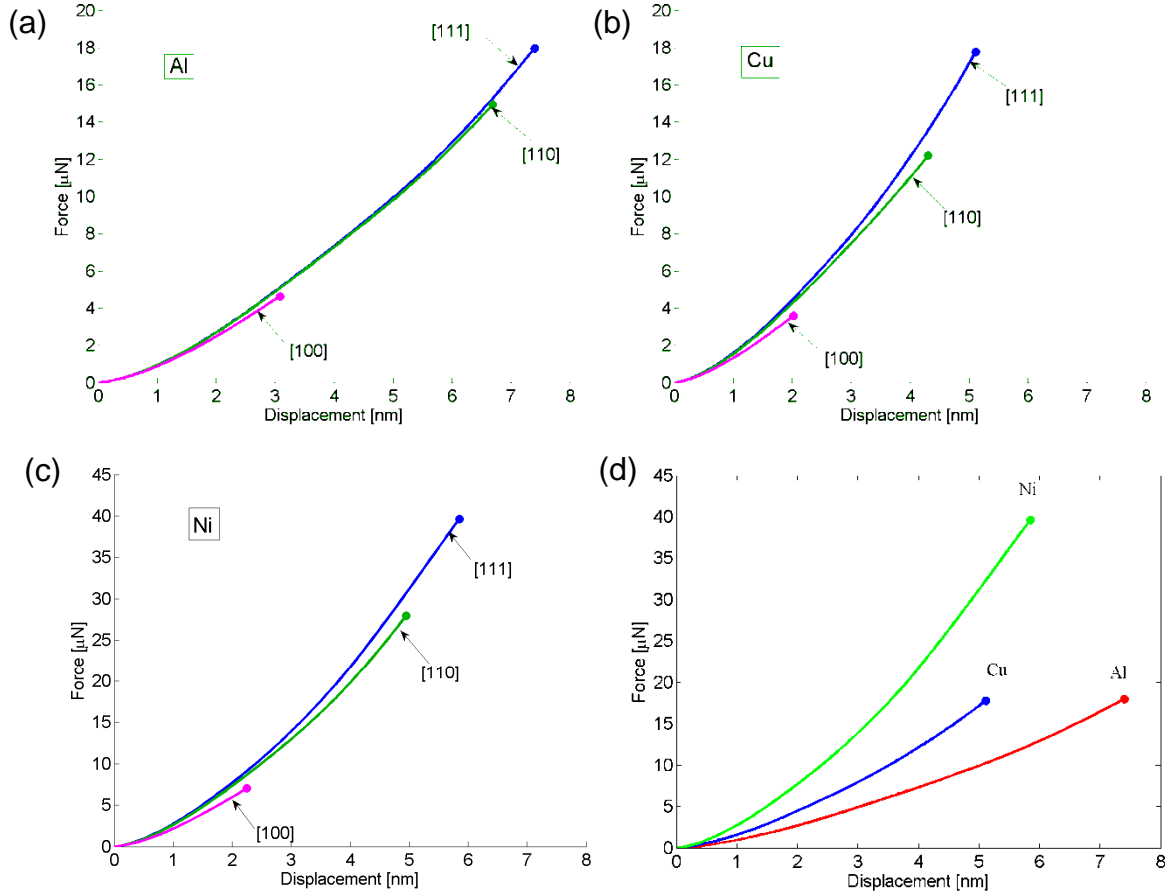 (a)
Al
[111]
[110]
[100]
Force [µN]
0
2
4
6
8
10
12
14
16
18
20
0 1 2 3 4 5 6 7 8
Displacement [nm]
(b)
Cu
[111]
[110]
[100]
Force [µN]
0
2
4
6
8
10
12
14
16
18
20
0 1 2 3 4 5 6 7 8
Displacement [nm]
(c)
Ni
[111]
[110]
[100]
Force [µN]
0
5
10
15
20
25
30
35
40
45
0 1 2 3 4 5 6 7 8
Displacement [nm]
(d)
Ni
Cu
Al
Force [µN]
0
5
10
15
20
25
30
35
40
45
0 1 2 3 4 5 6 7 8
Displacement [nm]